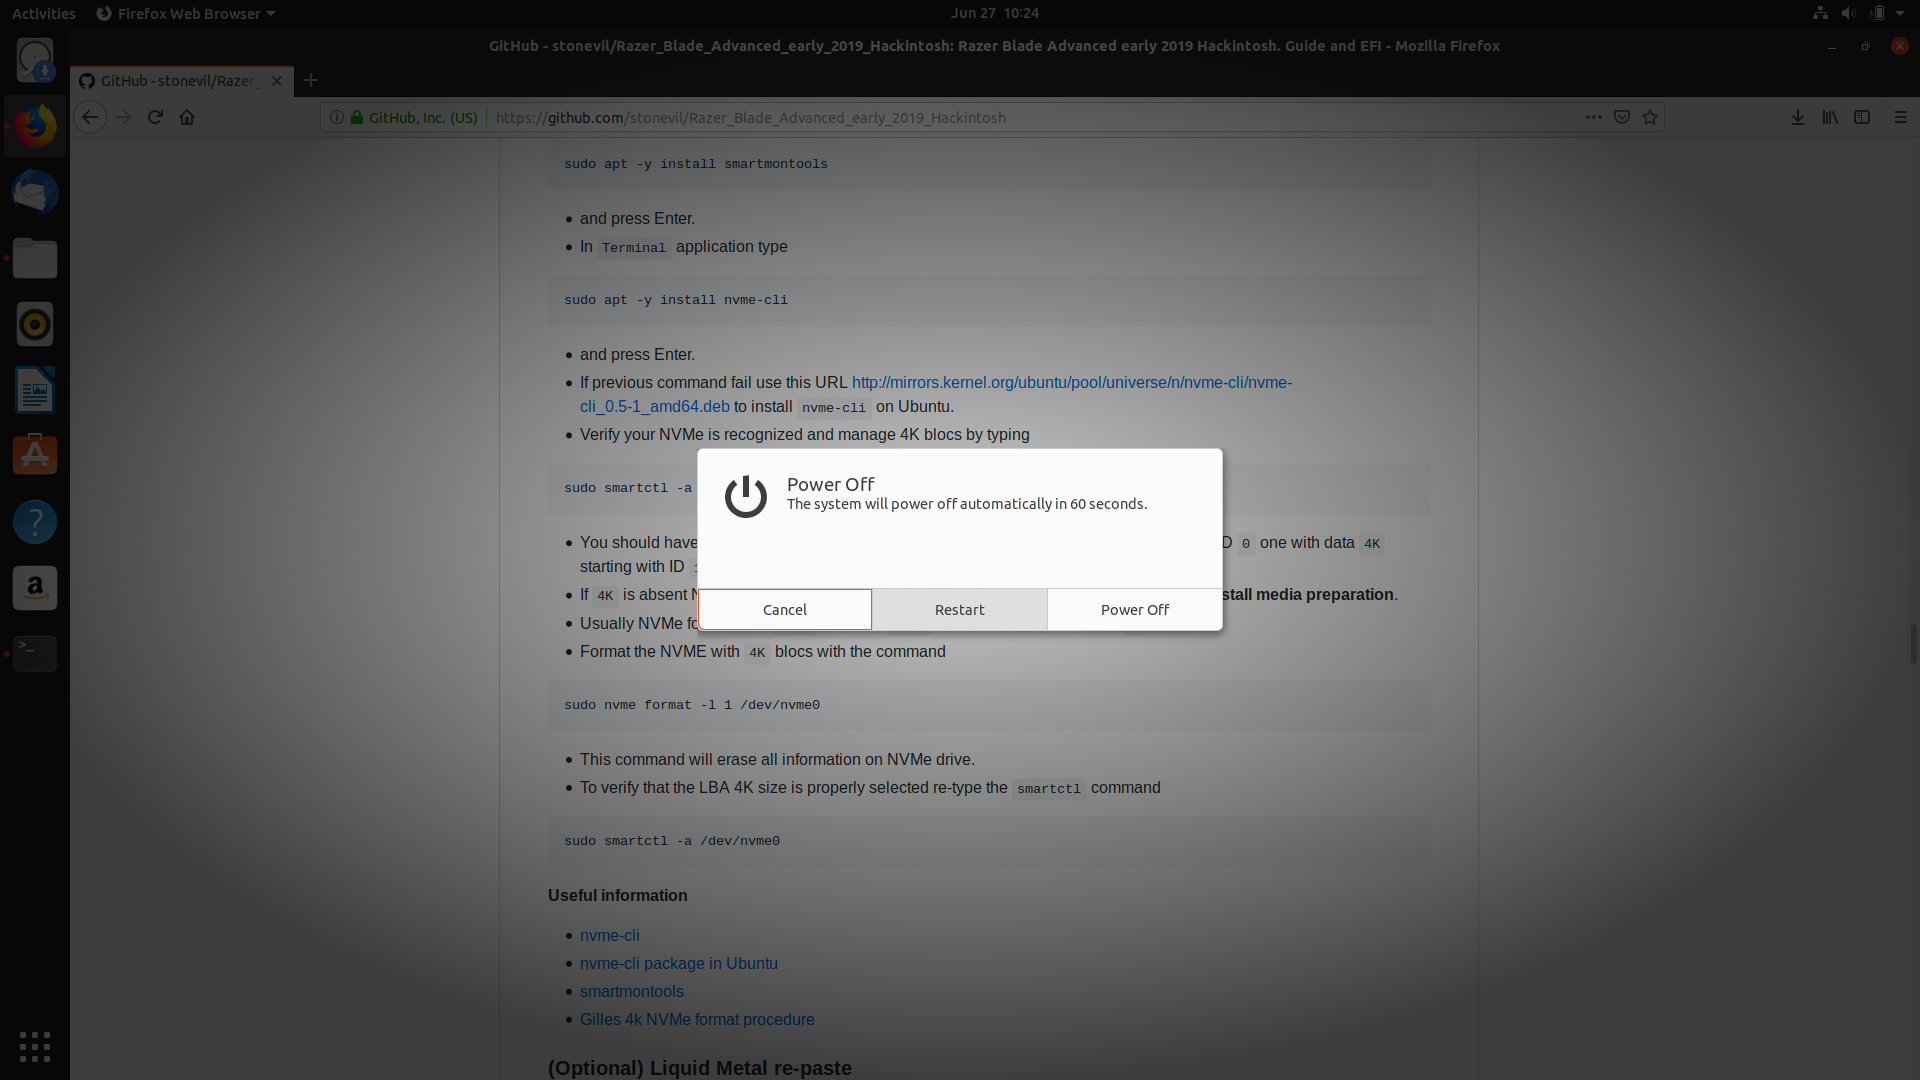 Activities Firefox Web Browser Jun 27 10:24
GitHub - stonevil/Razer_Blade_Advanced_early_2019_Hackintosh: Razer Blade Advanced early 2019 Hackintosh. Guide and EFI - Mozilla Firefox
GitHub - stonevil/Razer_
GitHub, Inc. (US) https://github.com/stonevil/Razer_Blade_Advanced_early_2019_Hackintosh
sudo apt -y install smartmontools
and press Enter.
In Terminal application type
sudo apt -y install nvme-cli
and press Enter.
If previous command fail use this URL http://mirrors.kernel.org/ubuntu/pool/universe/n/nvme-cli/nvme-
cli_0.5-1_amd64.deb to install nvme-cli on Ubuntu.
Verify your NVMe is recognized and manage 4K blocs by typing
sudo smartctl -a
Power Off
The system will power off automatically in 60 seconds.
Cancel Restart Power Off
You should have D 0 one with data 4K
starting with ID
If 4K is absent stall media preparation.
Usually NVMe
Format the NVME with 4K blocs with the command
sudo nvme format -l 1 /dev/nvme0
This command will erase all information on NVMe drive.
To verify that the LBA 4K size is properly selected re-type the smartctl command
sudo smartctl -a /dev/nvme0
Useful information
nvme-cli
nvme-cli package in Ubuntu
smartmontools
Gilles 4k NVMe format procedure
(Optional) Liquid Metal re-paste